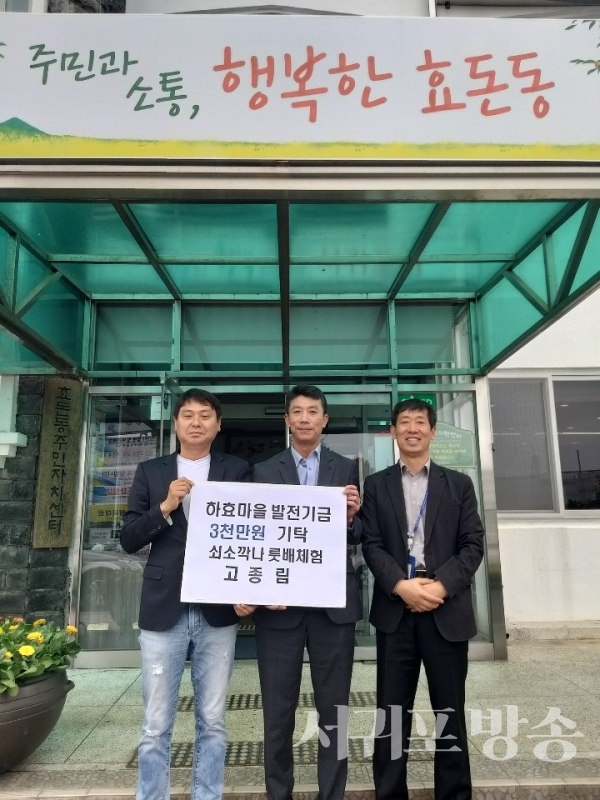 주민과
소통, 행복한 효돈동
효돈동주민자치센터
하효마을 발전기금
3천만원 기탁
쇠소깍나룻배체험
고종림
서귀포방송